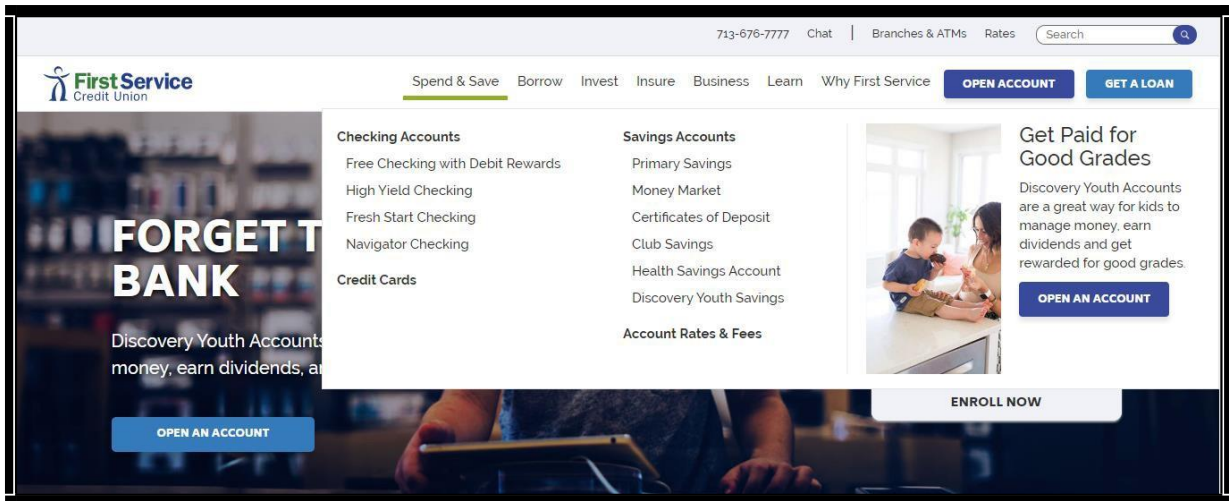 713-676-7777 Chat | Branches & ATMs Rates Search
First Service
Credit Union
Spend & Save Borrow Invest Insure Business Learn Why First Service OPEN ACCOUNT GET A LOAN
Checking Accounts
Free Checking with Debit Rewards
High Yield Checking
Fresh Start Checking
Navigator Checking
Credit Cards
Savings Accounts
Primary Savings
Money Market
Certificates of Deposit
Club Savings
Health Savings Account
Discovery Youth Savings
Account Rates & Fees
Get Paid for
Good Grades
Discovery Youth Accounts
are a great way for kids to
manage money, earn
dividends and get
rewarded for good grades.
OPEN AN ACCOUNT
FORGET T
BANK
Discovery Youth Accounts
money, earn dividends, a
OPEN AN ACCOUNT
ENROLL NOW